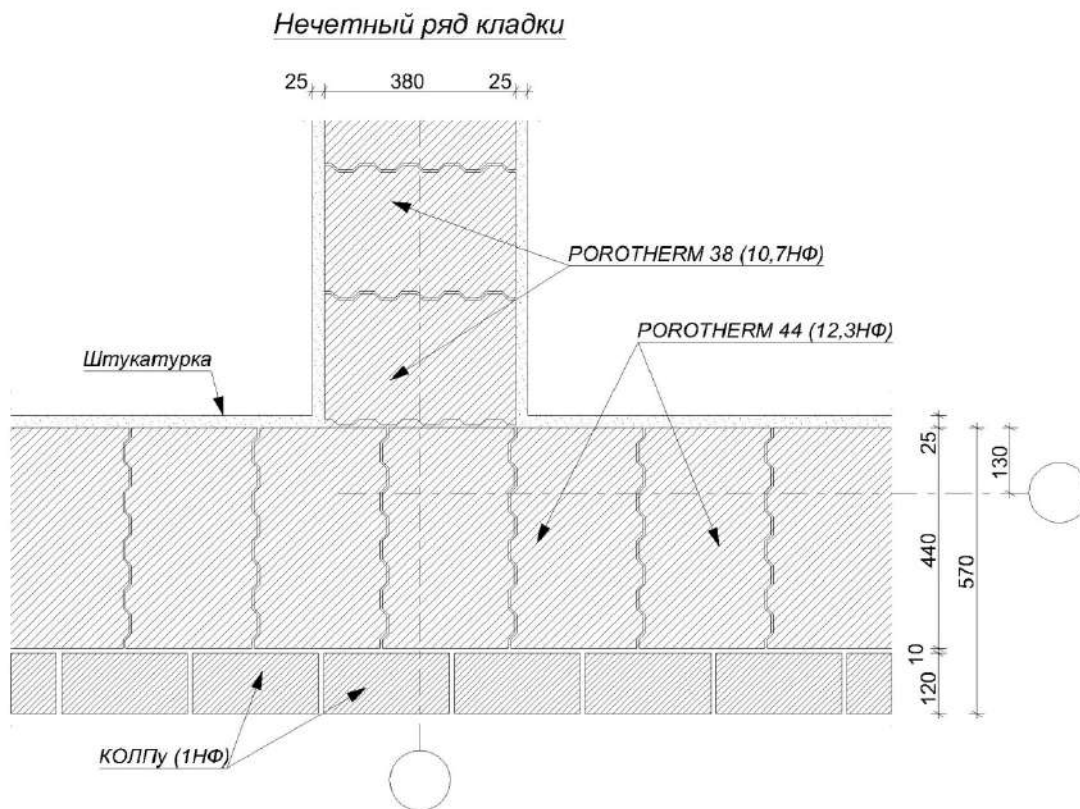 Нечетный ряд кладки
25 380 25
POROTHERM 38 (10,7НФ)
POROTHERM 44 (12,3НФ)
Штукатурка
25
130
440
570
10
120
КОЛПу (1НФ)